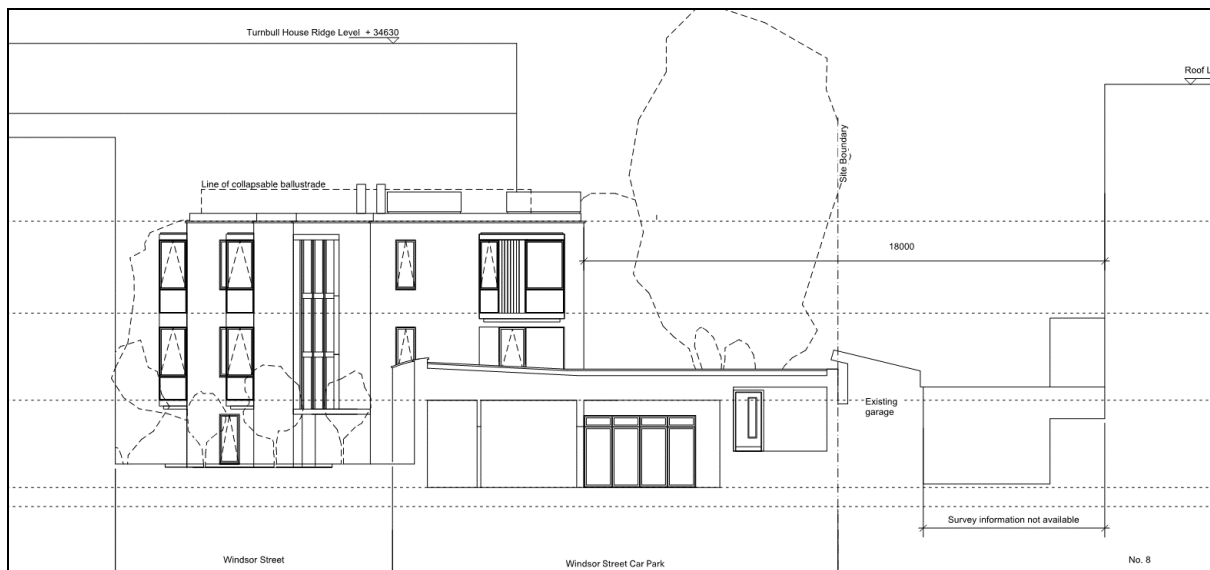 Turnbull House Ridge Level + 34630
Roof L
Site Boundary
Line of collapsable ballustrade
18000
Existing
garage
Survey information not available
Windsor Street
Windsor Street Car Park
No. 8